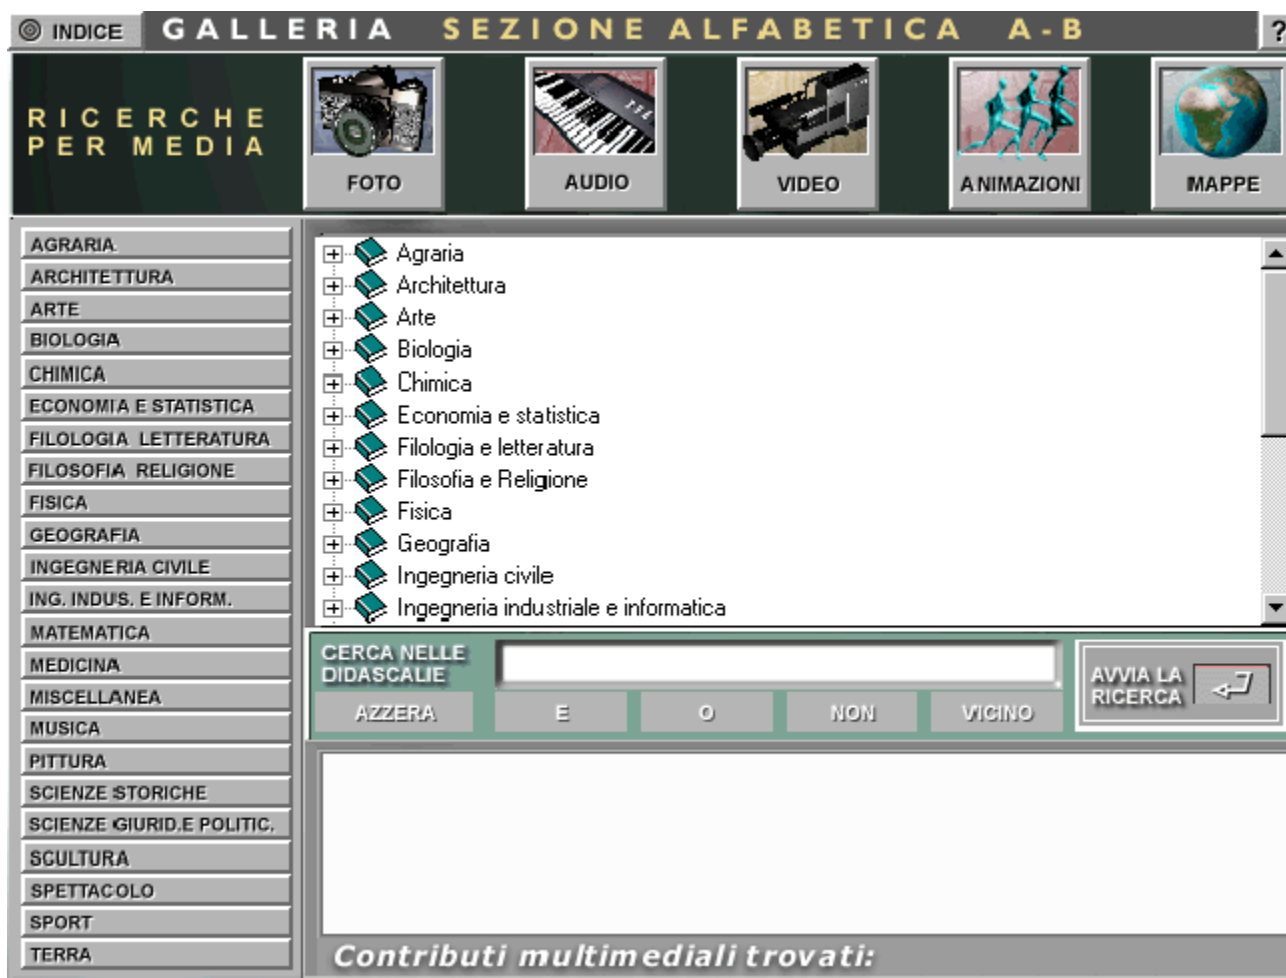 INDICE GALLERIA SEZIONE ALFABETICA A-B ?
RICERCHE
PER MEDIA
FOTO AUDIO VIDEO ANIMAZIONI MAPPE
AGRARIA
ARCHITETTURA
ARTE
BIOLOGIA
CHIMICA
ECONOMIA E STATISTICA
FILOLOGIA LETTERATURA
FILOSOFIA RELIGIONE
FISICA
GEOGRAFIA
INGEGNERIA CIVILE
ING. INDUS. E INFORM.
MATEMATICA
MEDICINA
MISCELLANEA
MUSICA
PITTURA
SCIENZE STORICHE
SCIENZE GIURID.E POLITIC.
SCULTURA
SPETTACOLO
SPORT
TERRA
Agraria
Architettura
Arte
Biologia
Chimica
Economia e statistica
Filologia e letteratura
Filosofia e Religione
Fisica
Geografia
Ingegneria civile
Ingegneria industriale e informatica
CERCA NELLE
DIDASCALIE
AZZERA E O NON VICINO
AVVIA LA
RICERCA
Contributi multimediali trovati: